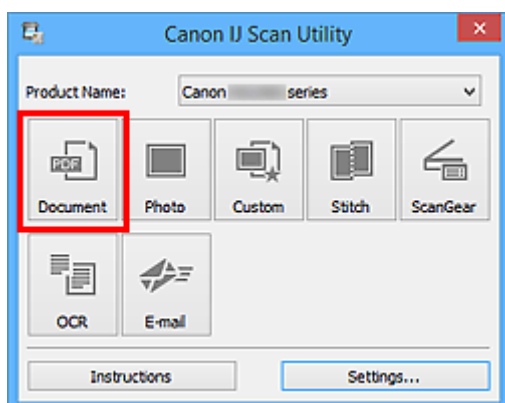 Canon IJ Scan Utility
Product Name: Canon series
PDF
Document Photo Custom Stitch ScanGear
OCR E-mail
Instructions Settings...